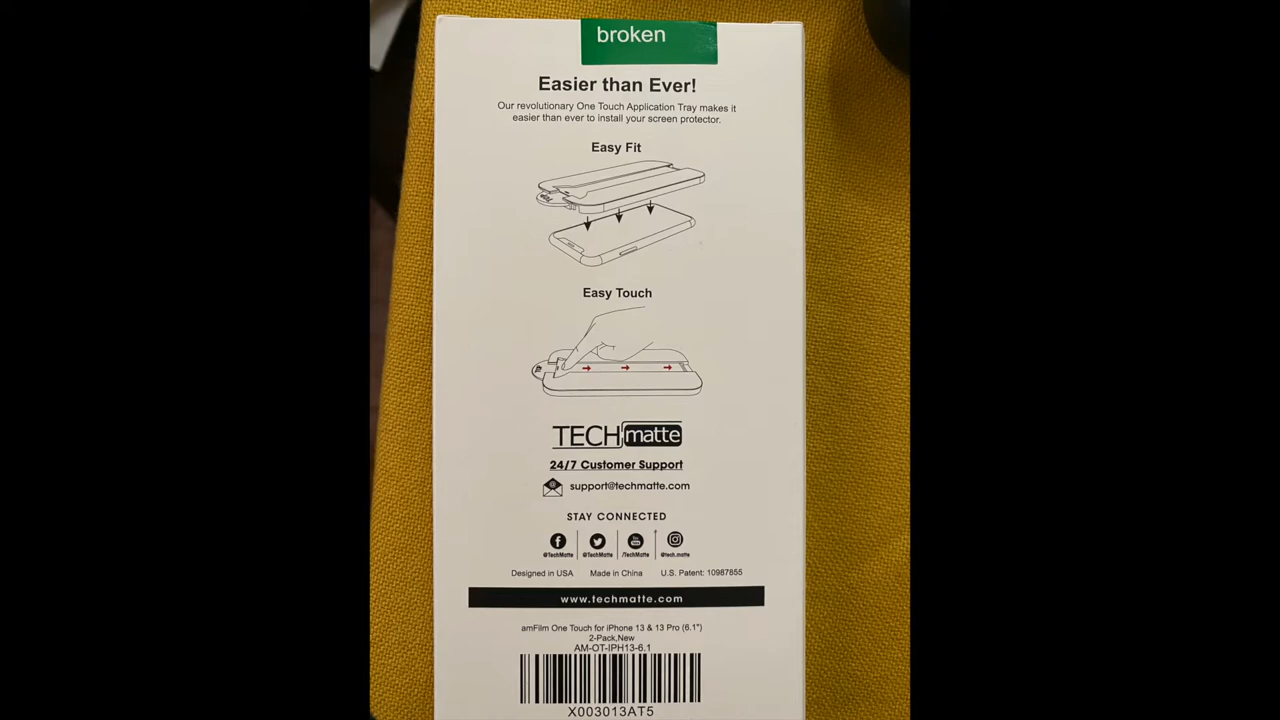 broken
Easier than Ever!
Our revolutionary One Touch Application Tray makes it
easier than ever to install your screen protector.
Easy Fit
Easy Touch
TECH matte
24/7 Customer Support
support@techmatte.com
STAY CONNECTED
@TechMatte @TechMatte /TechMatte @tech.matte
Designed in USA Made in China U.S. Patent: 10987855
www.techmatte.com
amFilm One Touch for iPhone 13 & 13 Pro (6.1")
2-Pack,New
AM-OT-IPH13-6.1
X003013AT5